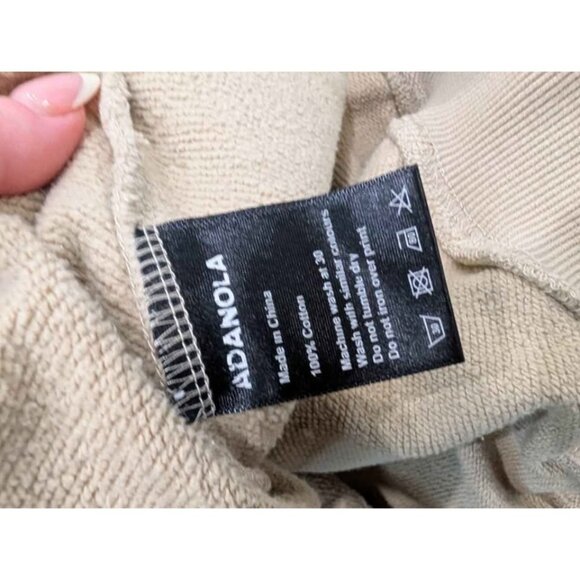 ADANOLA
Made in China
100% Cotton
Machine wash at 30
Wash with similar colours
Do not tumble dry
Do not iron over print